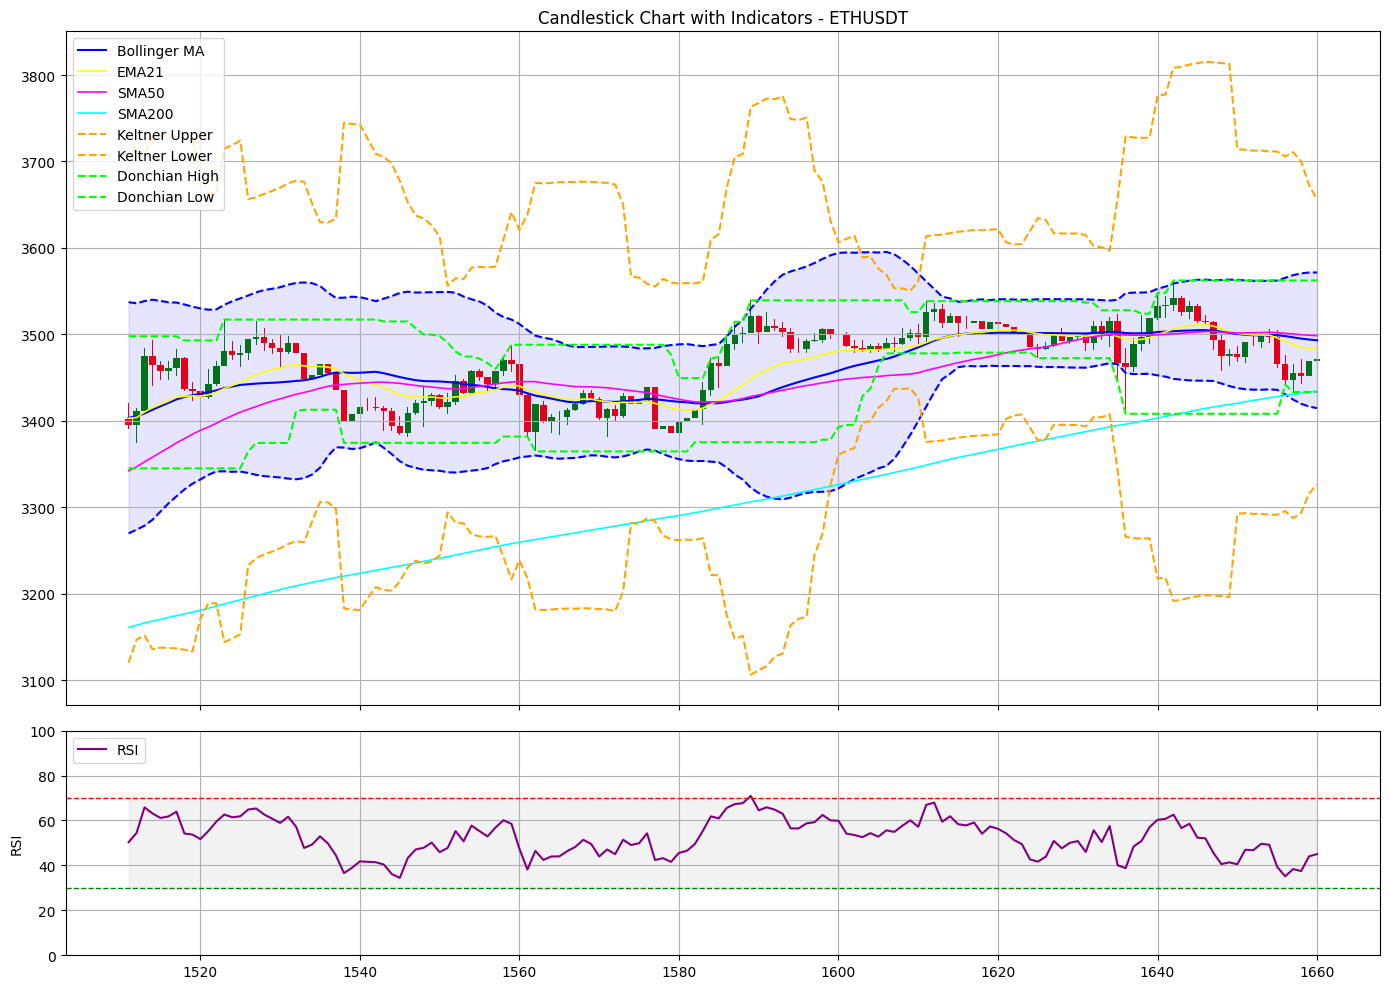 Candlestick Chart with Indicators - ETHUSDT
Bollinger MA
EMA21
SMA50
SMA200
Keltner Upper
Keltner Lower
Donchian High
Donchian Low
3800
3700
3600
3500
3400
3300
3200
3100
RSI
100
80
60
40
20
0
RSI
1520
1540
1560
1580
1600
1620
1640
1660